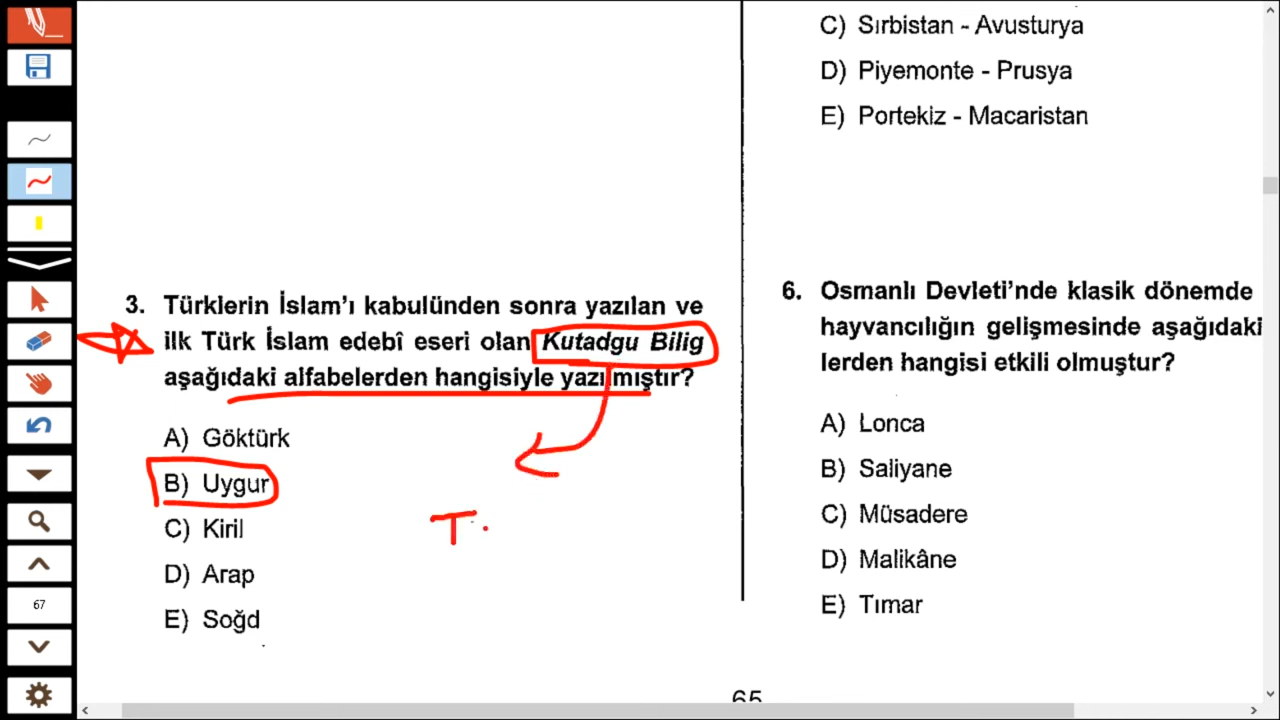 3. Türklerin İslam'ı kabulünden sonra yazılan ve
ilk Türk İslam edebî eseri olan Kutadgu Bilig
aşağıdaki alfabelerden hangisiyle yazılmıştır?
A) Göktürk
B) Uygur
C) Kiril
D) Arap
E) Soğd
T.
C) Sırbistan - Avusturya
D) Piyemonte - Prusya
E) Portekiz - Macaristan
6. Osmanlı Devleti'nde klasik dönemde
hayvancılığın gelişmesinde aşağıdaki
lerden hangisi etkili olmuştur?
A) Lonca
B) Saliyane
C) Müsadere
D) Malikâne
E) Tımar
65
67